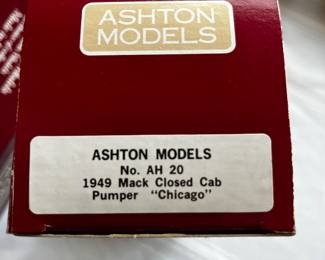 ASHTON
MODELS
ASHTON MODELS
No. AH 20
1949 Mack Closed Cab
Pumper "Chicago"